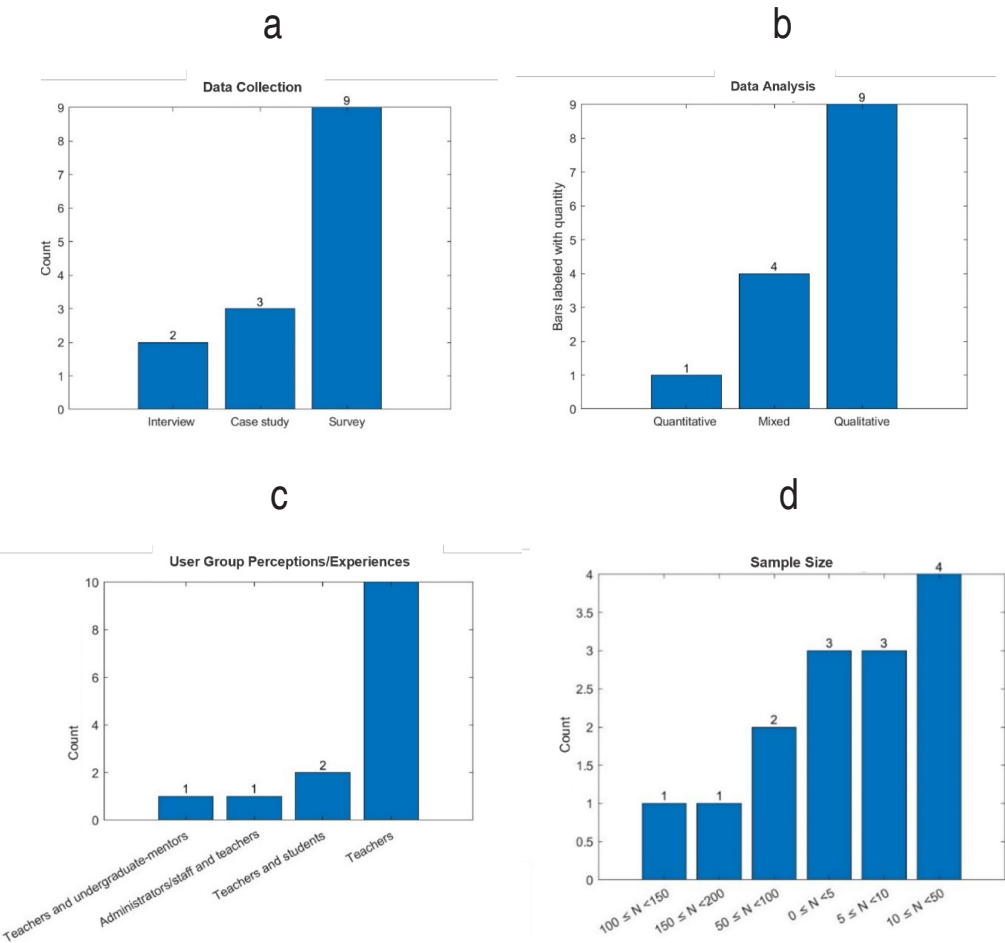 a
b
Data Collection
9
9
8
7
6
5
4
3
2
1
0
Count
2
3
Interview
Case study
Survey
Data Analysis
9
9
8
7
6
5
4
3
2
1
0
Bars labeled with quantity
1
4
Quantitative
Mixed
Qualitative
c
d
User Group Perceptions/Experiences
10
8
6
4
2
0
Count
1
1
2
Teachers and undergraduate-mentors
Administrators/staff and teachers
Teachers and students
Teachers
Sample Size
4
4
3.5
3
2.5
2
1.5
1
0.5
0
Count
1
1
2
3
3
100 ≤ N <150
150 ≤ N <200
50 ≤ N <100
0 ≤ N <5
5 ≤ N <10
10 ≤ N <50